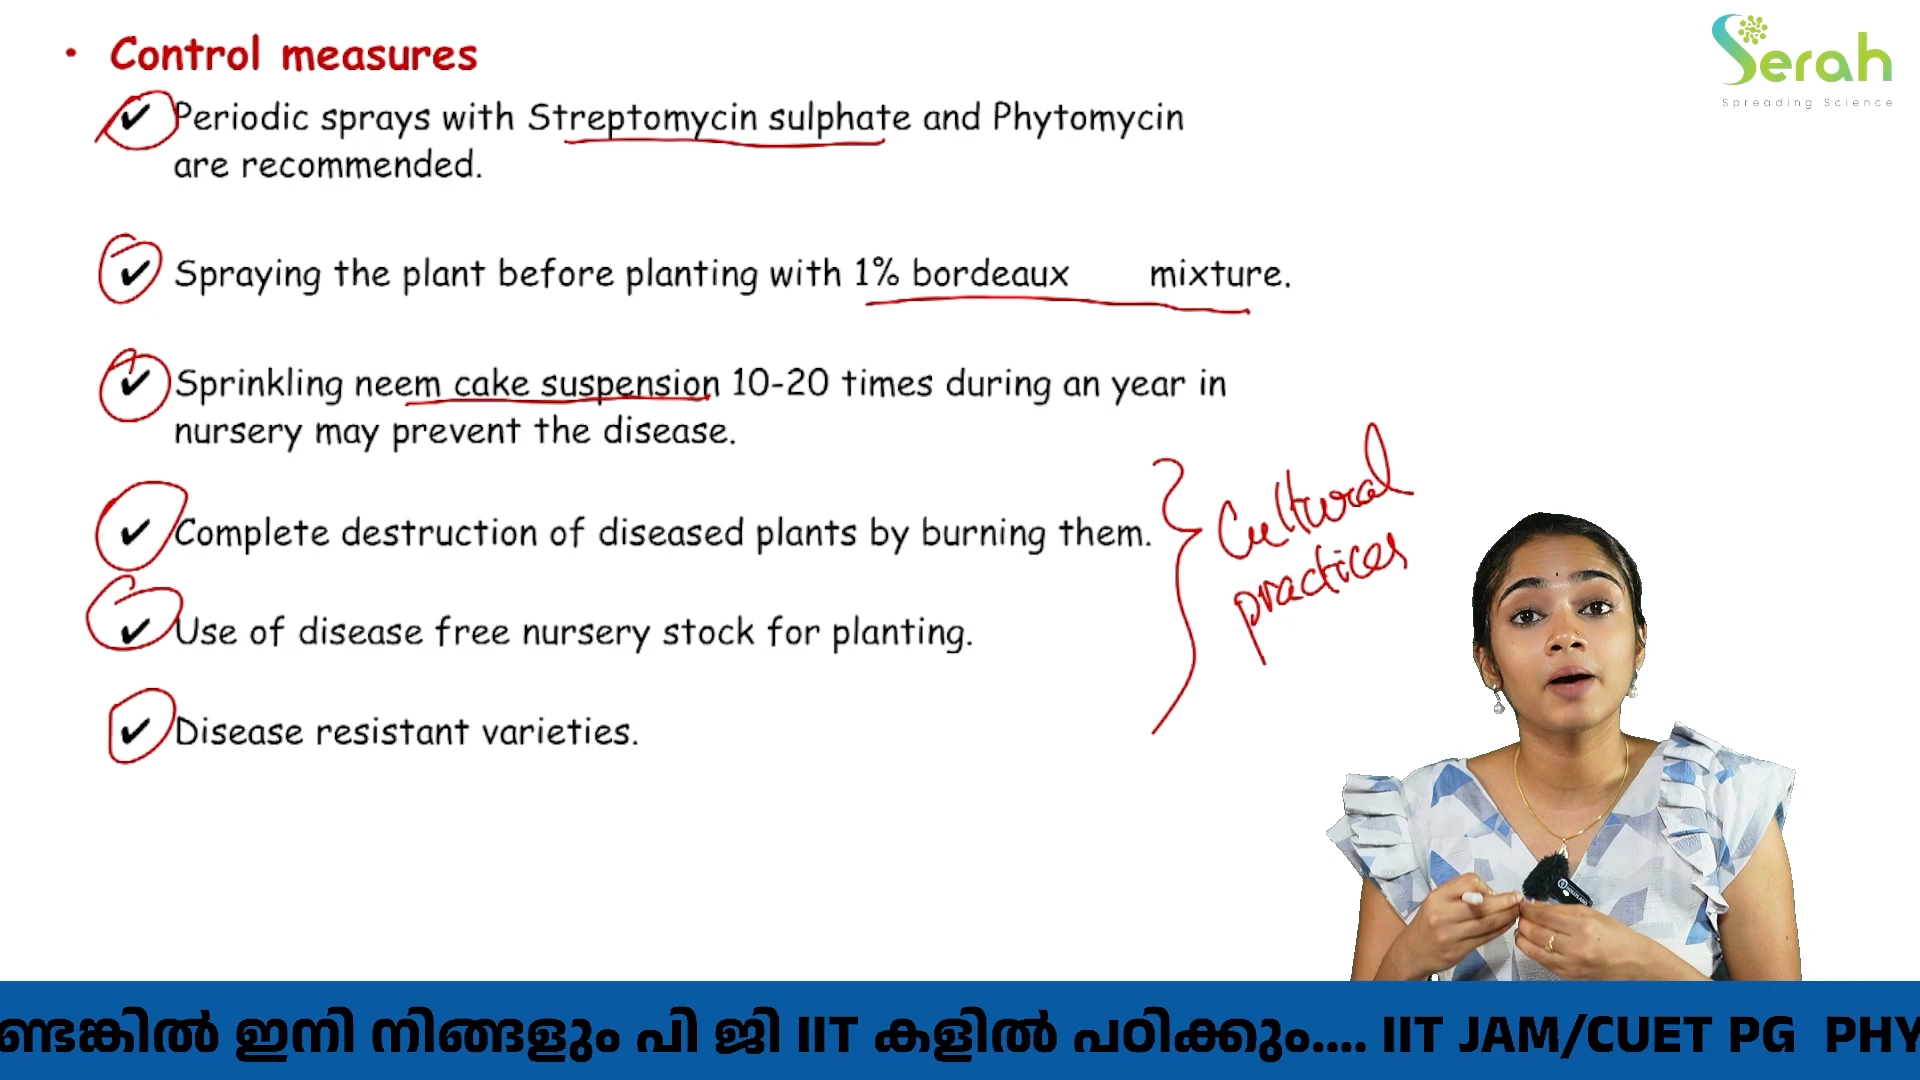 • Control measures
✔ Periodic sprays with Streptomycin sulphate and Phytomycin
are recommended.
✔ Spraying the plant before planting with 1% bordeaux mixture.
✔ Sprinkling neem cake suspension 10-20 times during an year in
nursery may prevent the disease.
✔ Complete destruction of diseased plants by burning them.
✔ Use of disease free nursery stock for planting.
✔ Disease resistant varieties.
Cultural
practices
Serah
Spreading Science
ണ്ടെങ്കിൽ ഇനി നിങ്ങളും പി ജി IIT കളിൽ പഠിക്കും.... IIT JAM/CUET PG PHY